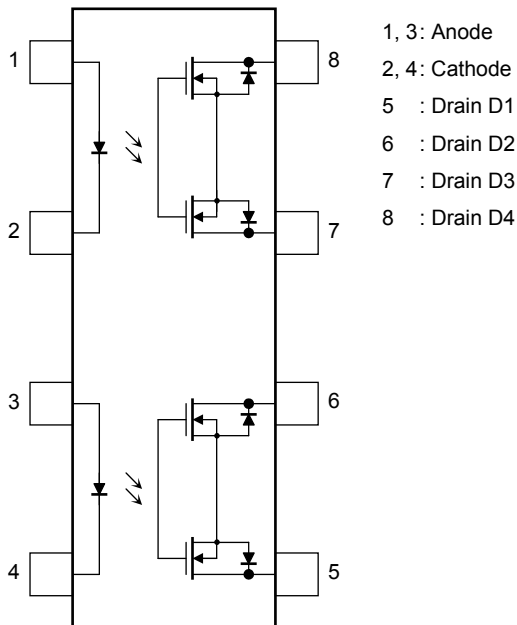 1
2
3
4
8
7
6
5
1, 3: Anode
2, 4: Cathode
5 : Drain D1
6 : Drain D2
7 : Drain D3
8 : Drain D4